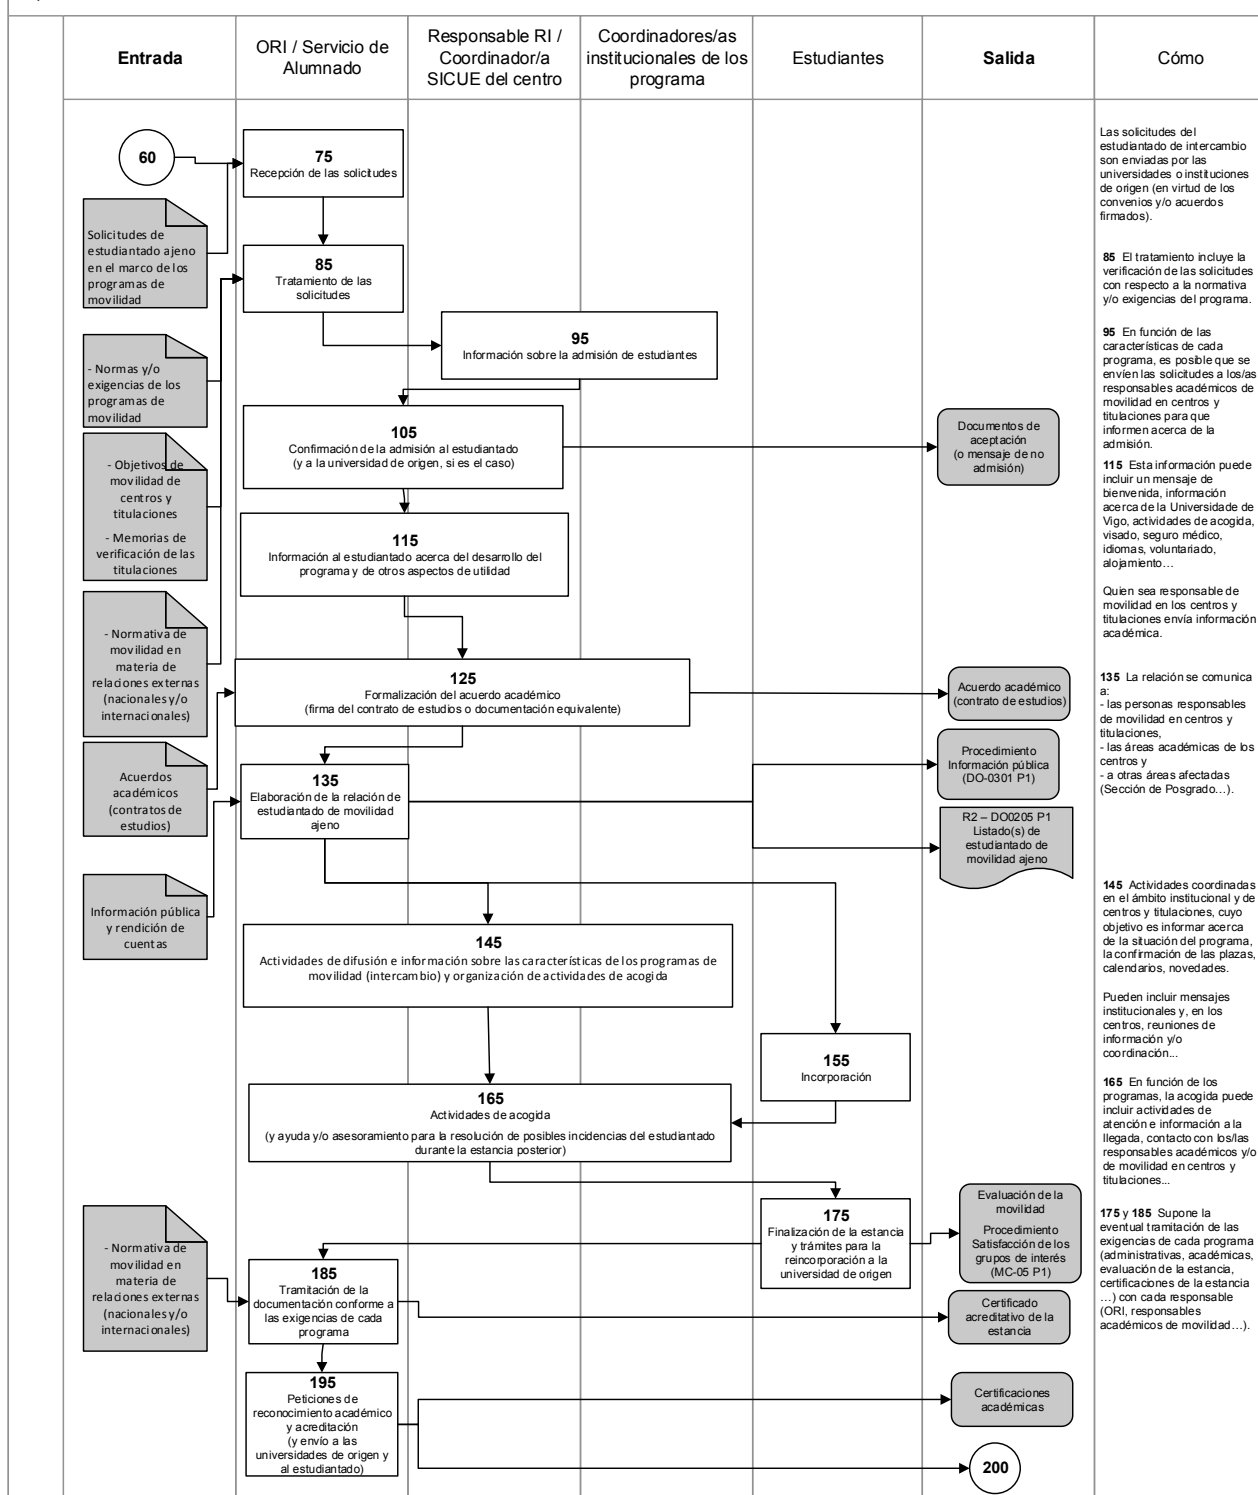 Entrada
ORI / Servicio de
Alumnado
Responsable RI /
Coordinador/a
SICUE del centro
Coordinadores/as
institucionales de los
programa
Estudiantes
Salida
Cómo
60
75
Recepción de las solicitudes
Solicitudes de
estudiantado ajeno
en el marco de los
programas de
movilidad
85
Tratamiento de las
solicitudes
95
Información sobre la admisión de estudiantes
- Normas y/o
exigencias de los
programas de
movilidad
105
Confirmación de la admisión al estudiantado
(y a la universidad de origen, si es el caso)
Documentos de
aceptación
(o mensaje de no
admisión)
- Objetivos de
movilidad de
centros y
titulaciones
- Memorias de
verificación de las
titulaciones
115
Información al estudiantado acerca del desarrollo del
programa y de otros aspectos de utilidad
- Normativa de
movilidad en
materia de
relaciones externas
(nacionales y/o
internacionales)
125
Formalización del acuerdo académico
(firma del contrato de estudios o documentación equivalente)
Acuerdo académico
(contrato de estudios)
Acuerdos
académicos
(contratos de
estudios)
135
Elaboración de la relación de
estudiantado de movilidad
ajeno
Procedimiento
Información pública
(DO-0301 P1)
R2 – DO0205 P1
Listado(s) de
estudiantado de
movilidad ajeno
Información pública
y rendición de
cuentas
145
Actividades de difusión e información sobre las características de los programas de
movilidad (intercambio) y organización de actividades de acogida
155
Incorporación
165
Actividades de acogida
(y ayuda y/o asesoramiento para la resolución de posibles incidencias del estudiantado
durante la estancia posterior)
175
Finalización de la estancia
y trámites para la
reincorporación a la
universidad de origen
Evaluación de la
movilidad
Procedimiento
Satisfacción de los
grupos de interés
(MC-05 P1)
- Normativa de
movilidad en
materia de
relaciones externas
(nacionales y/o
internacionales)
185
Tramitación de la
documentación conforme a
las exigencias de cada
programa
Certificado
acreditativo de la
estancia
195
Peticiones de
reconocimiento académico
y acreditación
(y envío a las
universidades de origen y
al estudiantado)
Certificaciones
académicas
200
Las solicitudes del
estudiantado de intercambio
son enviadas por las
universidades o instituciones
de origen (en virtud de los
convenios y/o acuerdos
firmados).
85 El tratamiento incluye la
verificación de las solicitudes
con respecto a la normativa
y/o exigencias del programa.
95 En función de las
características de cada
programa, es posible que se
envíen las solicitudes a los/as
responsables académicos de
movilidad en centros y
titulaciones para que
informen acerca de la
admisión.
115 Esta información puede
incluir un mensaje de
bienvenida, información
acerca de la Universidade de
Vigo, actividades de acogida,
visado, seguro médico,
idiomas, voluntariado,
alojamiento…
Quien sea responsable de
movilidad en los centros y
titulaciones envía información
académica.
135 La relación se comunica
a:
- las personas responsables
de movilidad en centros y
titulaciones,
- las áreas académicas de los
centros y
- a otras áreas afectadas
(Sección de Posgrado…).
145 Actividades coordinadas
en el ámbito institucional y de
centros y titulaciones, cuyo
objetivo es informar acerca
de la situación del programa,
la confirmación de las plazas,
calendarios, novedades.
Pueden incluir mensajes
institucionales y, en los
centros, reuniones de
información y/o
coordinación...
165 En función de los
programas, la acogida puede
incluir actividades de
atención e información a la
llegada, contacto con los/las
responsables académicos y/o
de movilidad en centros y
titulaciones...
175 y 185 Supone la
eventual tramitación de las
exigencias de cada programa
(administrativas, académicas,
evaluación de la estancia,
certificaciones de la estancia
…) con cada responsable
(ORI, responsables
académicos de movilidad…).